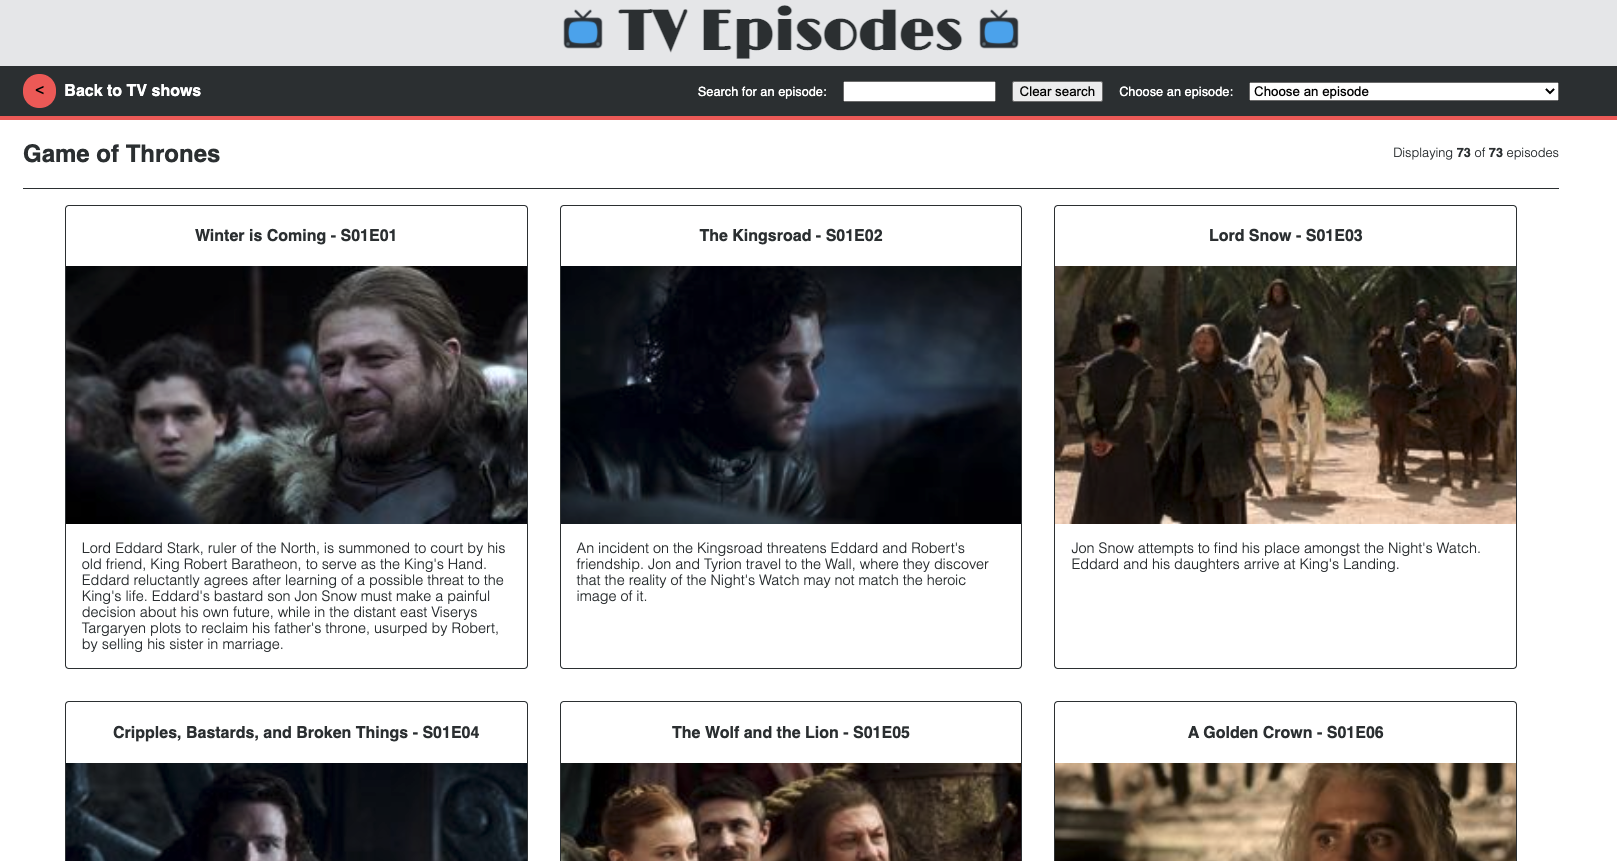 TV Episodes
< Back to TV shows
Search for an episode:
Clear search
Choose an episode:
Choose an episode
Game of Thrones
Displaying 73 of 73 episodes
Winter is Coming - S01E01
Lord Eddard Stark, ruler of the North, is summoned to court by his
old friend, King Robert Baratheon, to serve as the King's Hand.
Eddard reluctantly agrees after learning of a possible threat to the
King's life. Eddard's bastard son Jon Snow must make a painful
decision about his own future, while in the distant east Viserys
Targaryen plots to reclaim his father's throne, usurped by Robert,
by selling his sister in marriage.
The Kingsroad - S01E02
An incident on the Kingsroad threatens Eddard and Robert's
friendship. Jon and Tyrion travel to the Wall, where they discover
that the reality of the Night's Watch may not match the heroic
image of it.
Lord Snow - S01E03
Jon Snow attempts to find his place amongst the Night's Watch.
Eddard and his daughters arrive at King's Landing.
Cripples, Bastards, and Broken Things - S01E04
The Wolf and the Lion - S01E05
A Golden Crown - S01E06